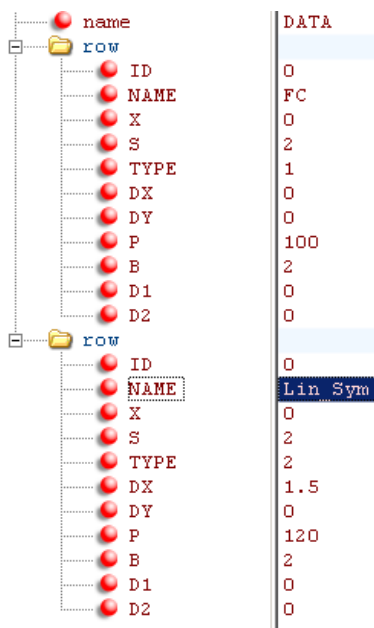 name DATA
row
ID 0
NAME FC
X 0
S 2
TYPE 1
DX 0
DY 0
P 100
B 2
D1 0
D2 0
row
ID 0
NAME Lin_Sym
X 0
S 2
TYPE 2
DX 1.5
DY 0
P 120
B 2
D1 0
D2 0